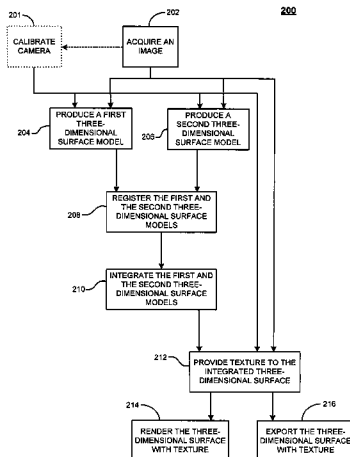 201
202
200
CALIBRATE
CAMERA
ACQUIRE AN
IMAGE
PRODUCE A FIRST
THREE-
DIMENSIONAL
SURFACE MODEL
204
PRODUCE A
SECOND THREE-
DIMENSIONAL
SURFACE MODEL
206
REGISTER THE FIRST AND
THE SECOND THREE-
DIMENSIONAL SURFACE
MODELS
208
INTEGRATE THE FIRST AND
THE SECOND THREE-
DIMENSIONAL SURFACE
MODELS
210
212
PROVIDE TEXTURE TO THE
INTEGRATED THREE-
DIMENSIONAL SURFACE
214
216
RENDER THE THREE-
DIMENSIONAL SURFACE
WITH TEXTURE
EXPORT THE THREE-
DIMENSIONAL SURFACE
WITH TEXTURE